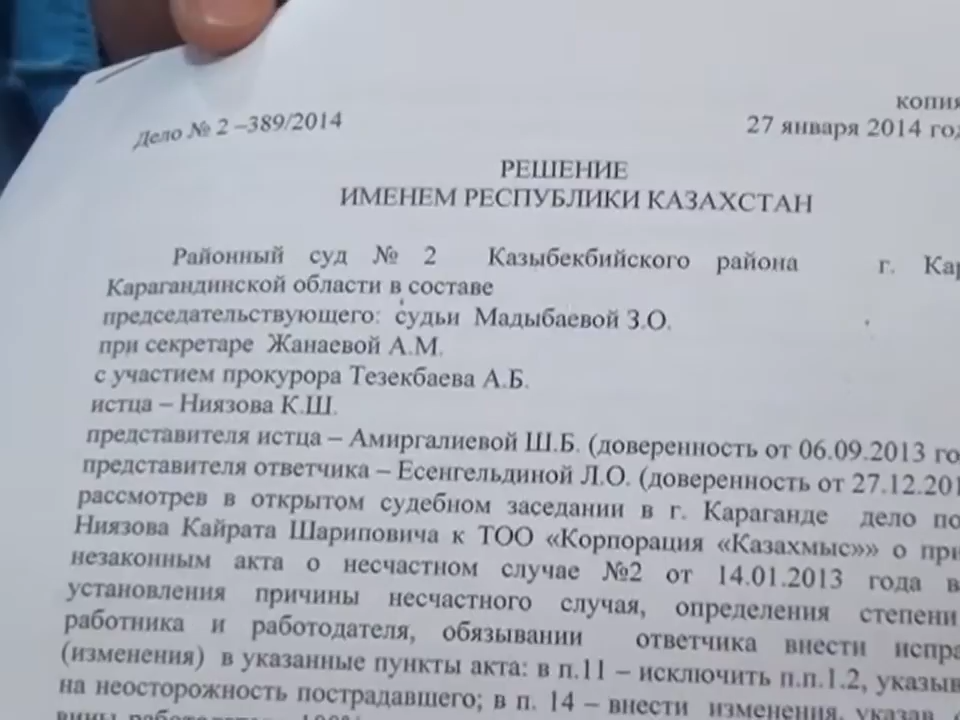 копия
Дело № 2 –389/2014
27 января 2014
РЕШЕНИЕ
ИМЕНЕМ РЕСПУБЛИКИ КАЗАХСТАН
Районный суд № 2 Казыбекбийского района г.
Карагандинской области в составе
председательствующего: судьи Мадыбаевой З.О.
при секретаре Жанаевой А.М.
с участием прокурора Тезекбаева А.Б.
истца – Ниязова К.Ш.
представителя истца – Амиргалиевой Ш.Б. (доверенность от 06.09.2013
представителя ответчика – Есенгельдиной Л.О. (доверенность от
рассмотрев в открытом судебном заседании в г. Караганде дело по
Ниязова Кайрата Шариповича к ТОО «Корпорация «Казахмыс»» о
незаконным акта о несчастном случае №2 от 14.01.2013 года
установления причины несчастного случая, определения степени
работника и работодателя, обязывании ответчика внести
(изменения) в указанные пункты акта: в п.11 – исключить п.п.1.2,
на неосторожность пострадавшего; в п. 14 – внести изменения, указав